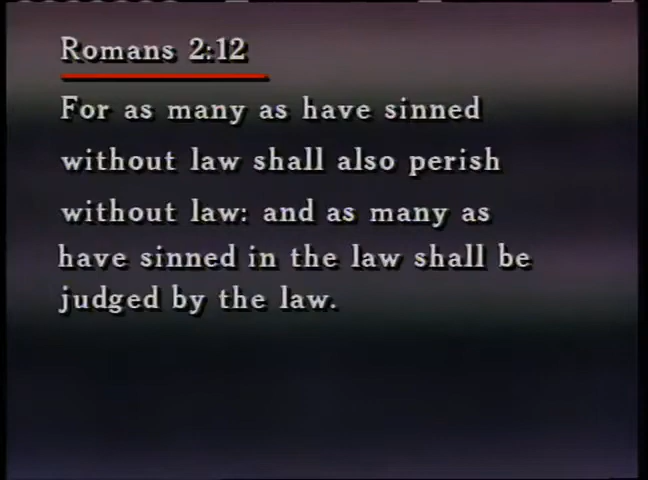 Romans 2:12
For as many as have sinned
without law shall also perish
without law: and as many as
have sinned in the law shall be
judged by the law.